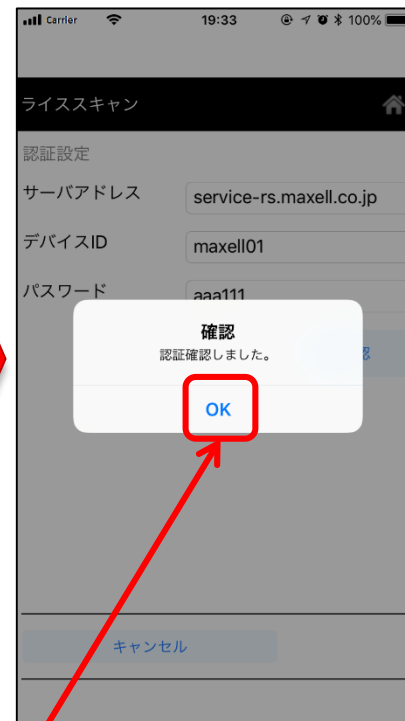 Carrier 19:33 100%
ライススキャン
認証設定
サーバアドレス service-rs.maxell.co.jp
デバイスID maxell01
パスワード aaa111
確認
認証確認しました。
OK
キャンセル